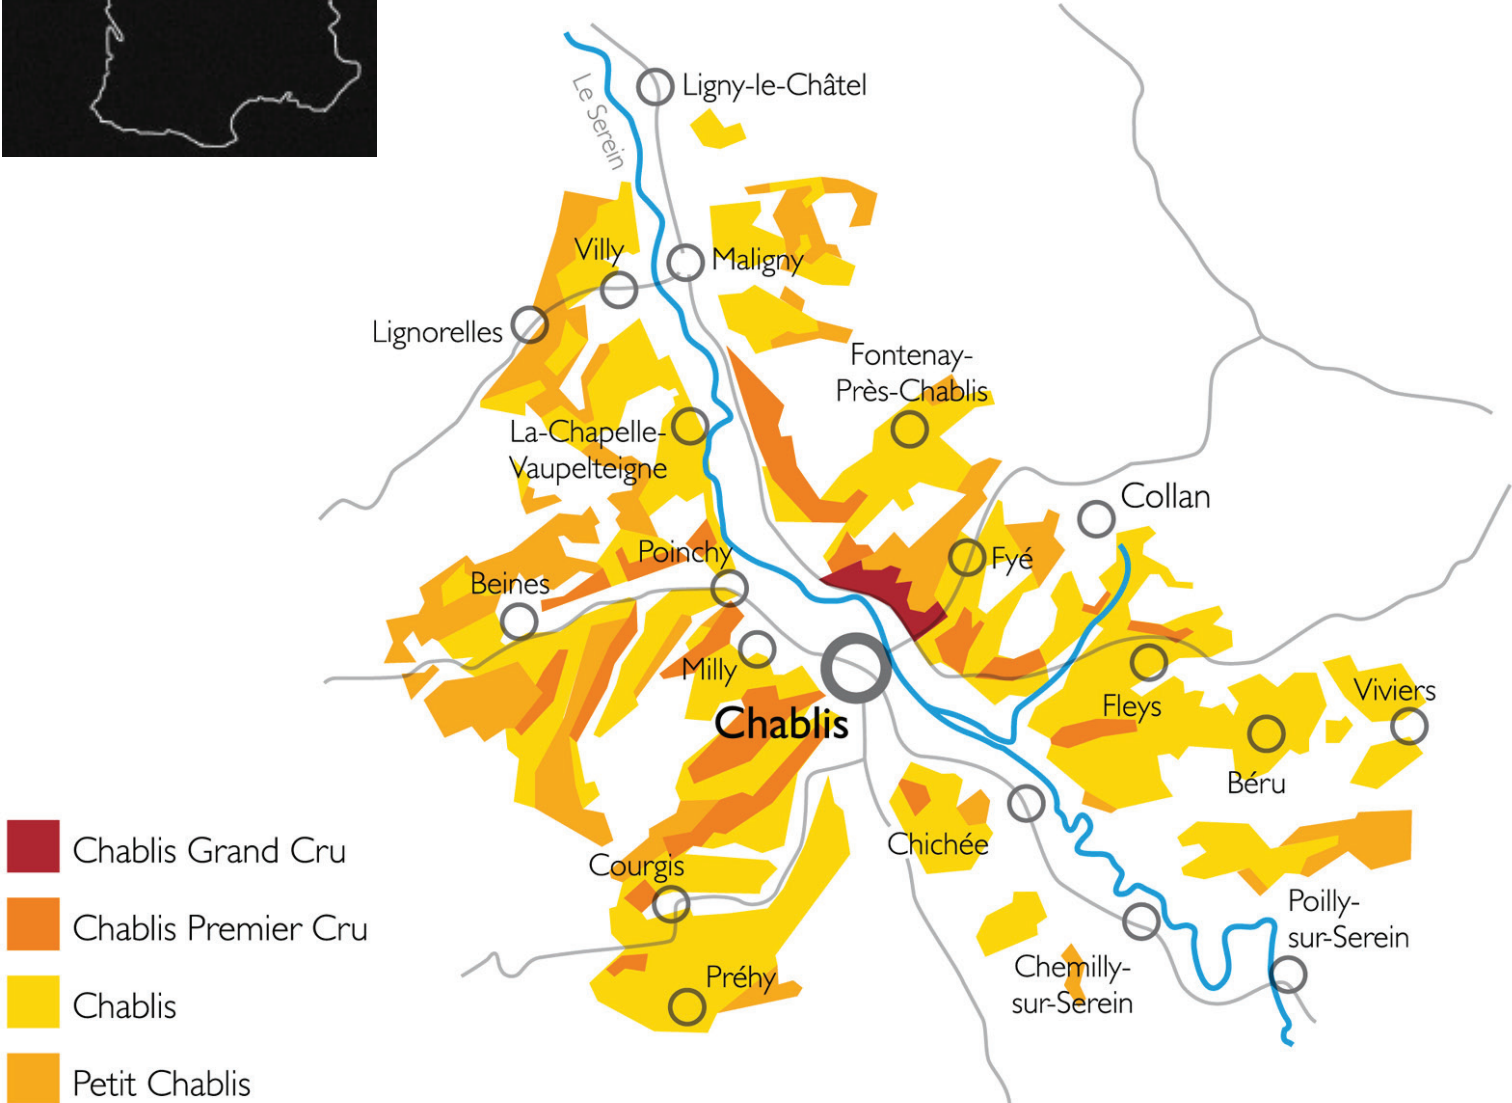 Ligny-le-Châtel
Le Serein
Villy
Maligny
Lignorelles
Fontenay-
Près-Chablis
La-Chapelle-
Vaupelteigne
Collan
Poinchy
Fyé
Beines
Milly
Chablis
Fleys
Viviers
Béru
Chichée
Courgis
Poilly-
sur-Serein
Chemilly-
sur-Serein
Préhy
Chablis Grand Cru
Chablis Premier Cru
Chablis
Petit Chablis